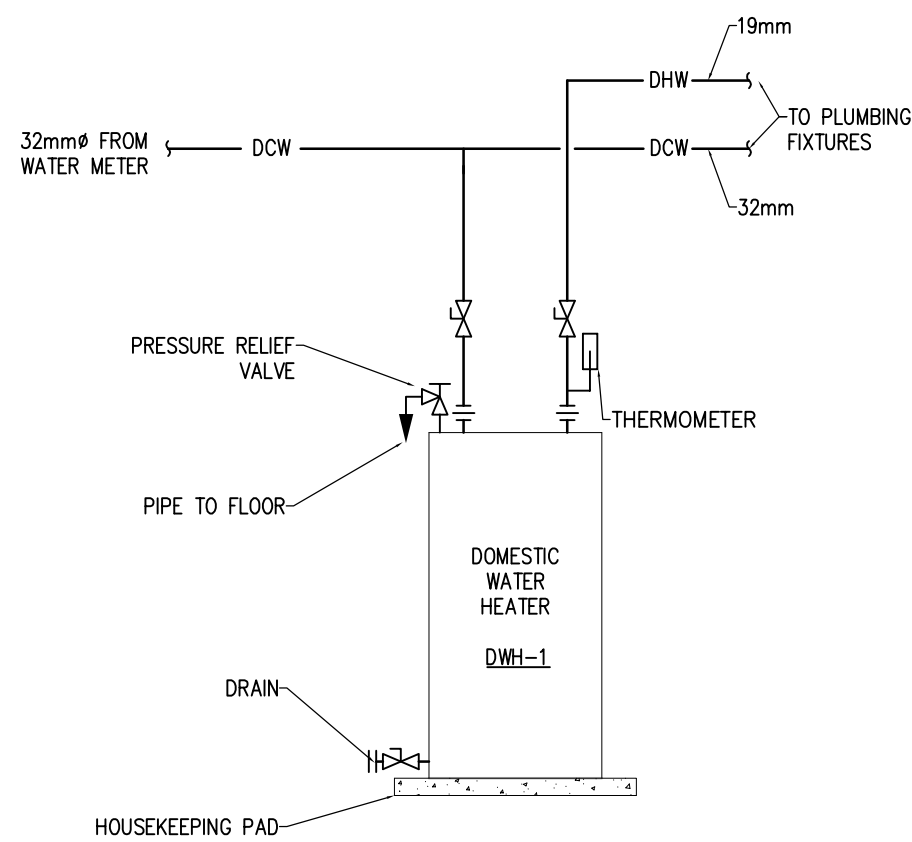 19mm
DHW
TO PLUMBING
FIXTURES
32mmø FROM
WATER METER
DCW
DCW
32mm
PRESSURE RELIEF
VALVE
THERMOMETER
PIPE TO FLOOR
DOMESTIC
WATER
HEATER
DWH-1
DRAIN
HOUSEKEEPING PAD